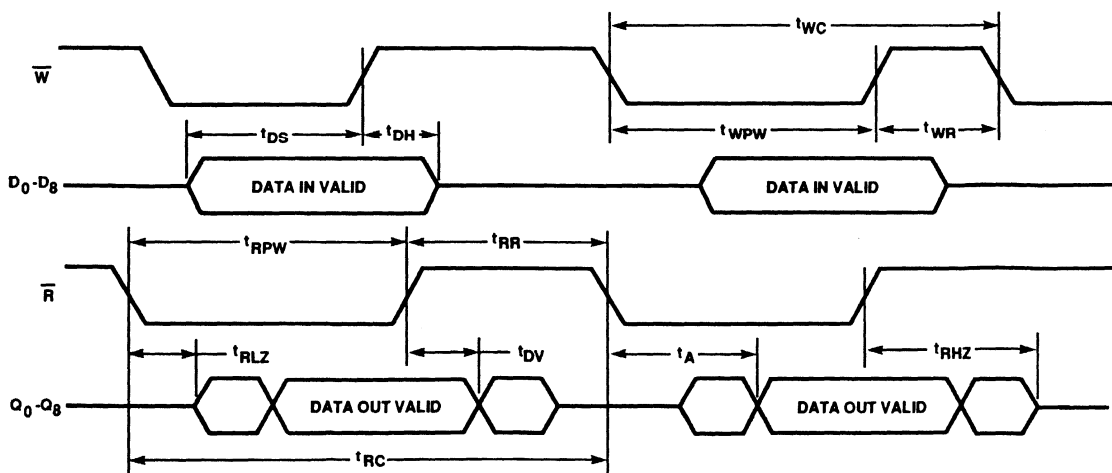 tWC
W̅
tDS
tDH
tWPW
tWR
D0-D8
DATA IN VALID
DATA IN VALID
tRPW
tRR
R̅
tRLZ
tDV
tA
tRHZ
Q0-Q8
DATA OUT VALID
DATA OUT VALID
tRC